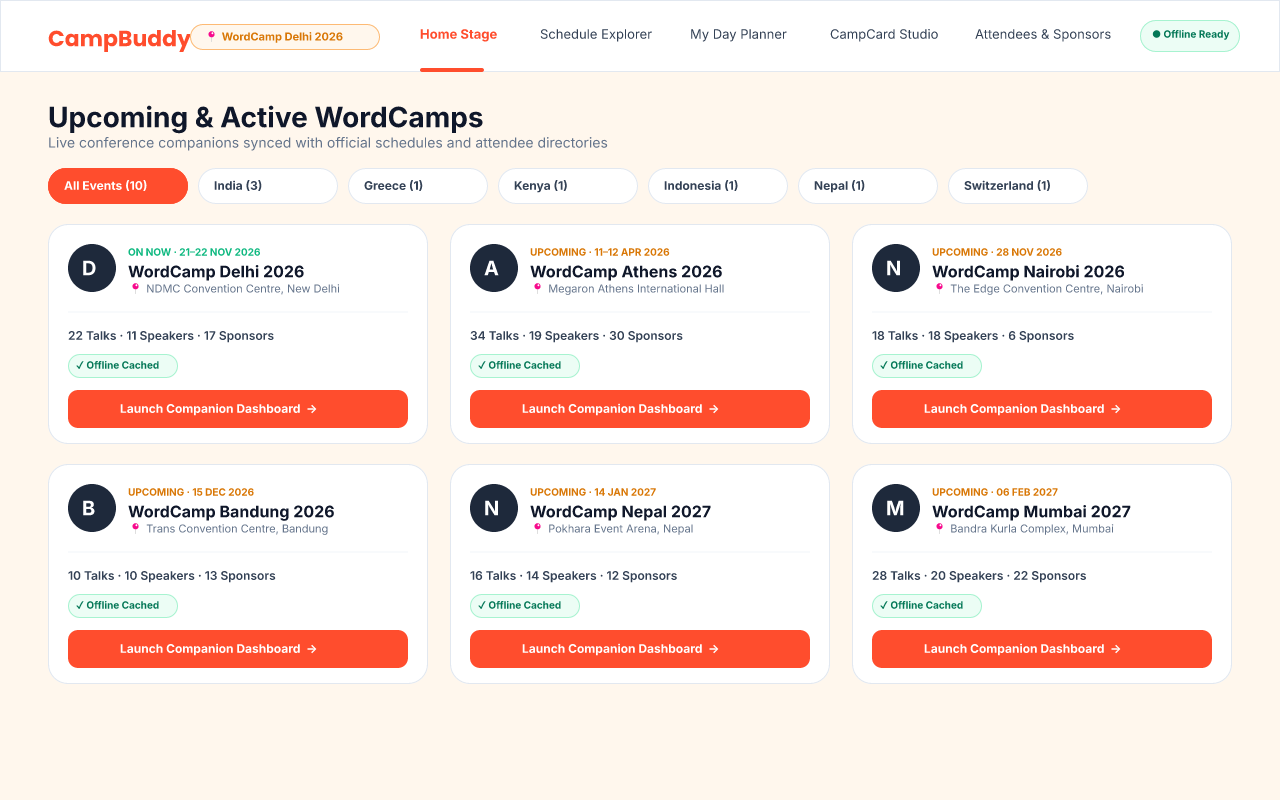 CampBuddy
WordCamp Delhi 2026
Home Stage
Schedule Explorer
My Day Planner
CampCard Studio
Attendees & Sponsors
● Offline Ready
Upcoming & Active WordCamps
Live conference companions synced with official schedules and attendee directories
All Events (10)
India (3)
Greece (1)
Kenya (1)
Indonesia (1)
Nepal (1)
Switzerland (1)
D
ON NOW · 21–22 NOV 2026
WordCamp Delhi 2026
NDMC Convention Centre, New Delhi
22 Talks · 11 Speakers · 17 Sponsors
✓ Offline Cached
Launch Companion Dashboard →
A
UPCOMING · 11–12 APR 2026
WordCamp Athens 2026
Megaron Athens International Hall
34 Talks · 19 Speakers · 30 Sponsors
✓ Offline Cached
Launch Companion Dashboard →
N
UPCOMING · 28 NOV 2026
WordCamp Nairobi 2026
The Edge Convention Centre, Nairobi
18 Talks · 18 Speakers · 6 Sponsors
✓ Offline Cached
Launch Companion Dashboard →
B
UPCOMING · 15 DEC 2026
WordCamp Bandung 2026
Trans Convention Centre, Bandung
10 Talks · 10 Speakers · 13 Sponsors
✓ Offline Cached
Launch Companion Dashboard →
N
UPCOMING · 14 JAN 2027
WordCamp Nepal 2027
Pokhara Event Arena, Nepal
16 Talks · 14 Speakers · 12 Sponsors
✓ Offline Cached
Launch Companion Dashboard →
M
UPCOMING · 06 FEB 2027
WordCamp Mumbai 2027
Bandra Kurla Complex, Mumbai
28 Talks · 20 Speakers · 22 Sponsors
✓ Offline Cached
Launch Companion Dashboard →